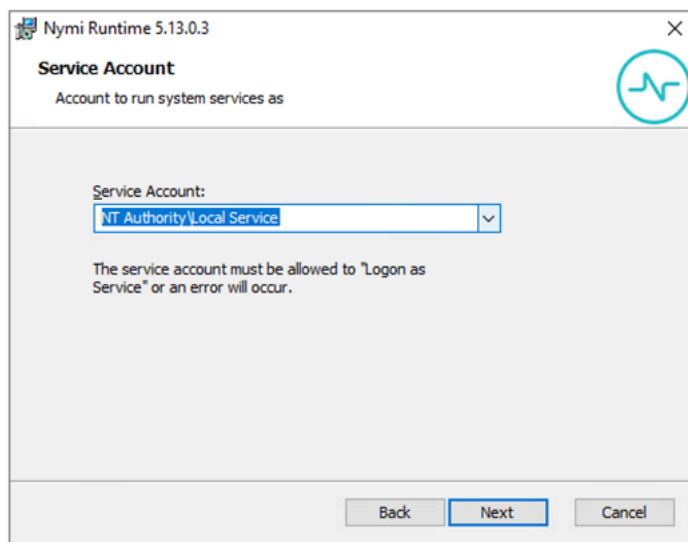 Nymi Runtime 5.13.0.3
Service Account
Account to run system services as
Service Account:
NT Authority\Local Service
The service account must be allowed to "Logon as
Service" or an error will occur.
Back
Next
Cancel